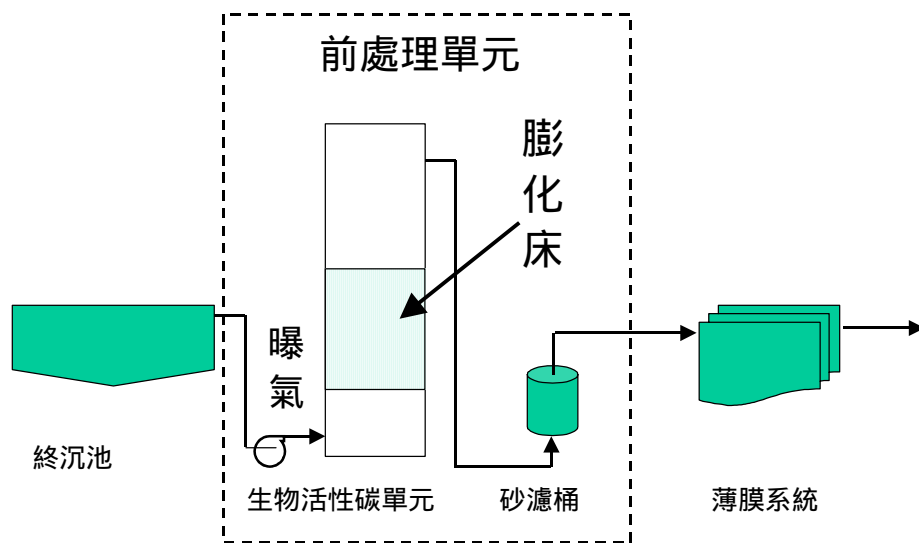 前處理單元
膨化床
曝氣
終沉池
生物活性碳單元
砂濾桶
薄膜系統